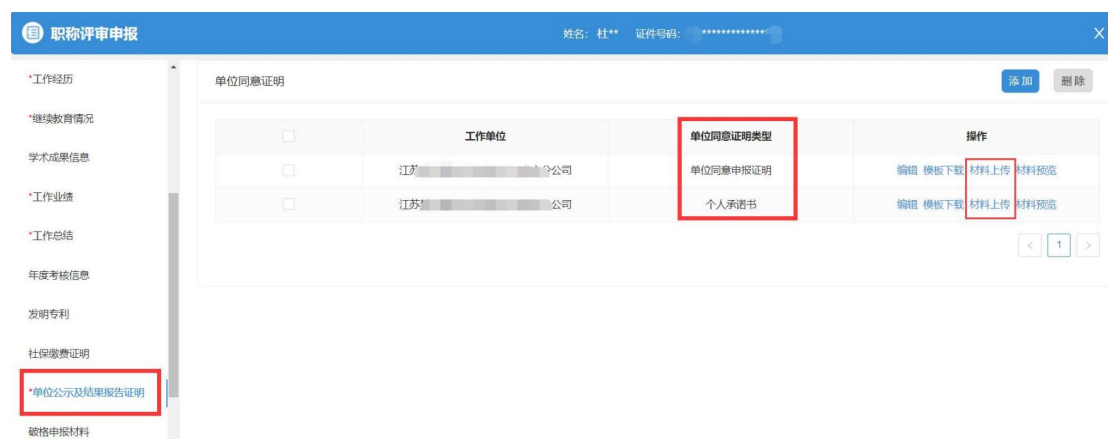 职称评审申报
姓名：杜** 证件号码： *************
X
*工作经历
*继续教育情况
学术成果信息
*工作业绩
*工作总结
年度考核信息
发明专利
社保缴费证明
*单位公示及结果报告证明
破格申报材料
单位同意证明
添加 删除
工作单位 单位同意证明类型 操作
江苏 公司 单位同意申报证明 编辑 模板下载 材料上传 材料预览
江苏 公司 个人承诺书 编辑 模板下载 材料上传 材料预览
< 1 >